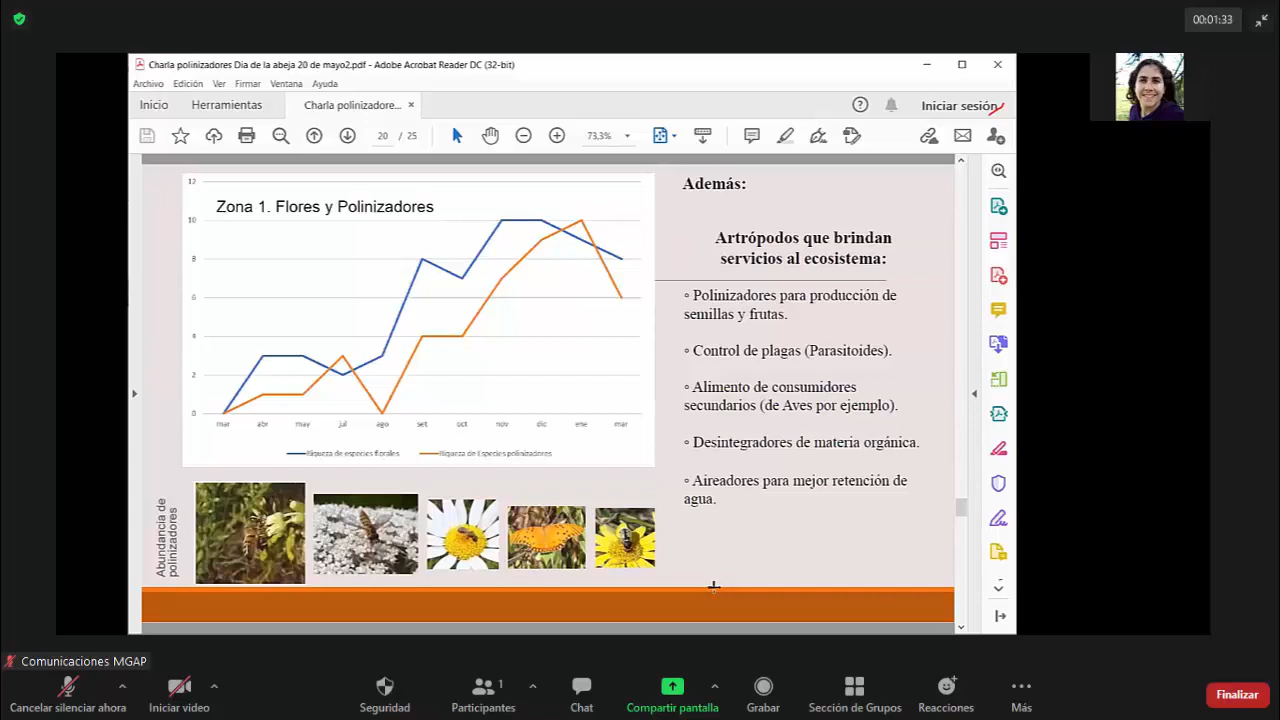 00:01:33
Charla polinizadores Dia de la abeja 20 de mayo2.pdf - Adobe Acrobat Reader DC (32-bit)
Archivo Edición Ver Firmar Ventana Ayuda
Inicio Herramientas Charla polinizadore... × Iniciar sesión
20 / 25 73,3%
Zona 1. Flores y Polinizadores
12
10
8
6
4
2
0
mar abr may jul ago set oct nov dic ene mar
Riqueza de especies florales Riqueza de Especies polinizadores
Abundancia de
polinizadores
Además:
Artrópodos que brindan
servicios al ecosistema:
◦ Polinizadores para producción de
semillas y frutas.
◦ Control de plagas (Parasitoides).
◦ Alimento de consumidores
secundarios (de Aves por ejemplo).
◦ Desintegradores de materia orgánica.
◦ Aireadores para mejor retención de
agua.
Comunicaciones MGAP
1
Cancelar silenciar ahora Iniciar video Seguridad Participantes Chat Compartir pantalla Grabar Sección de Grupos Reacciones Más Finalizar